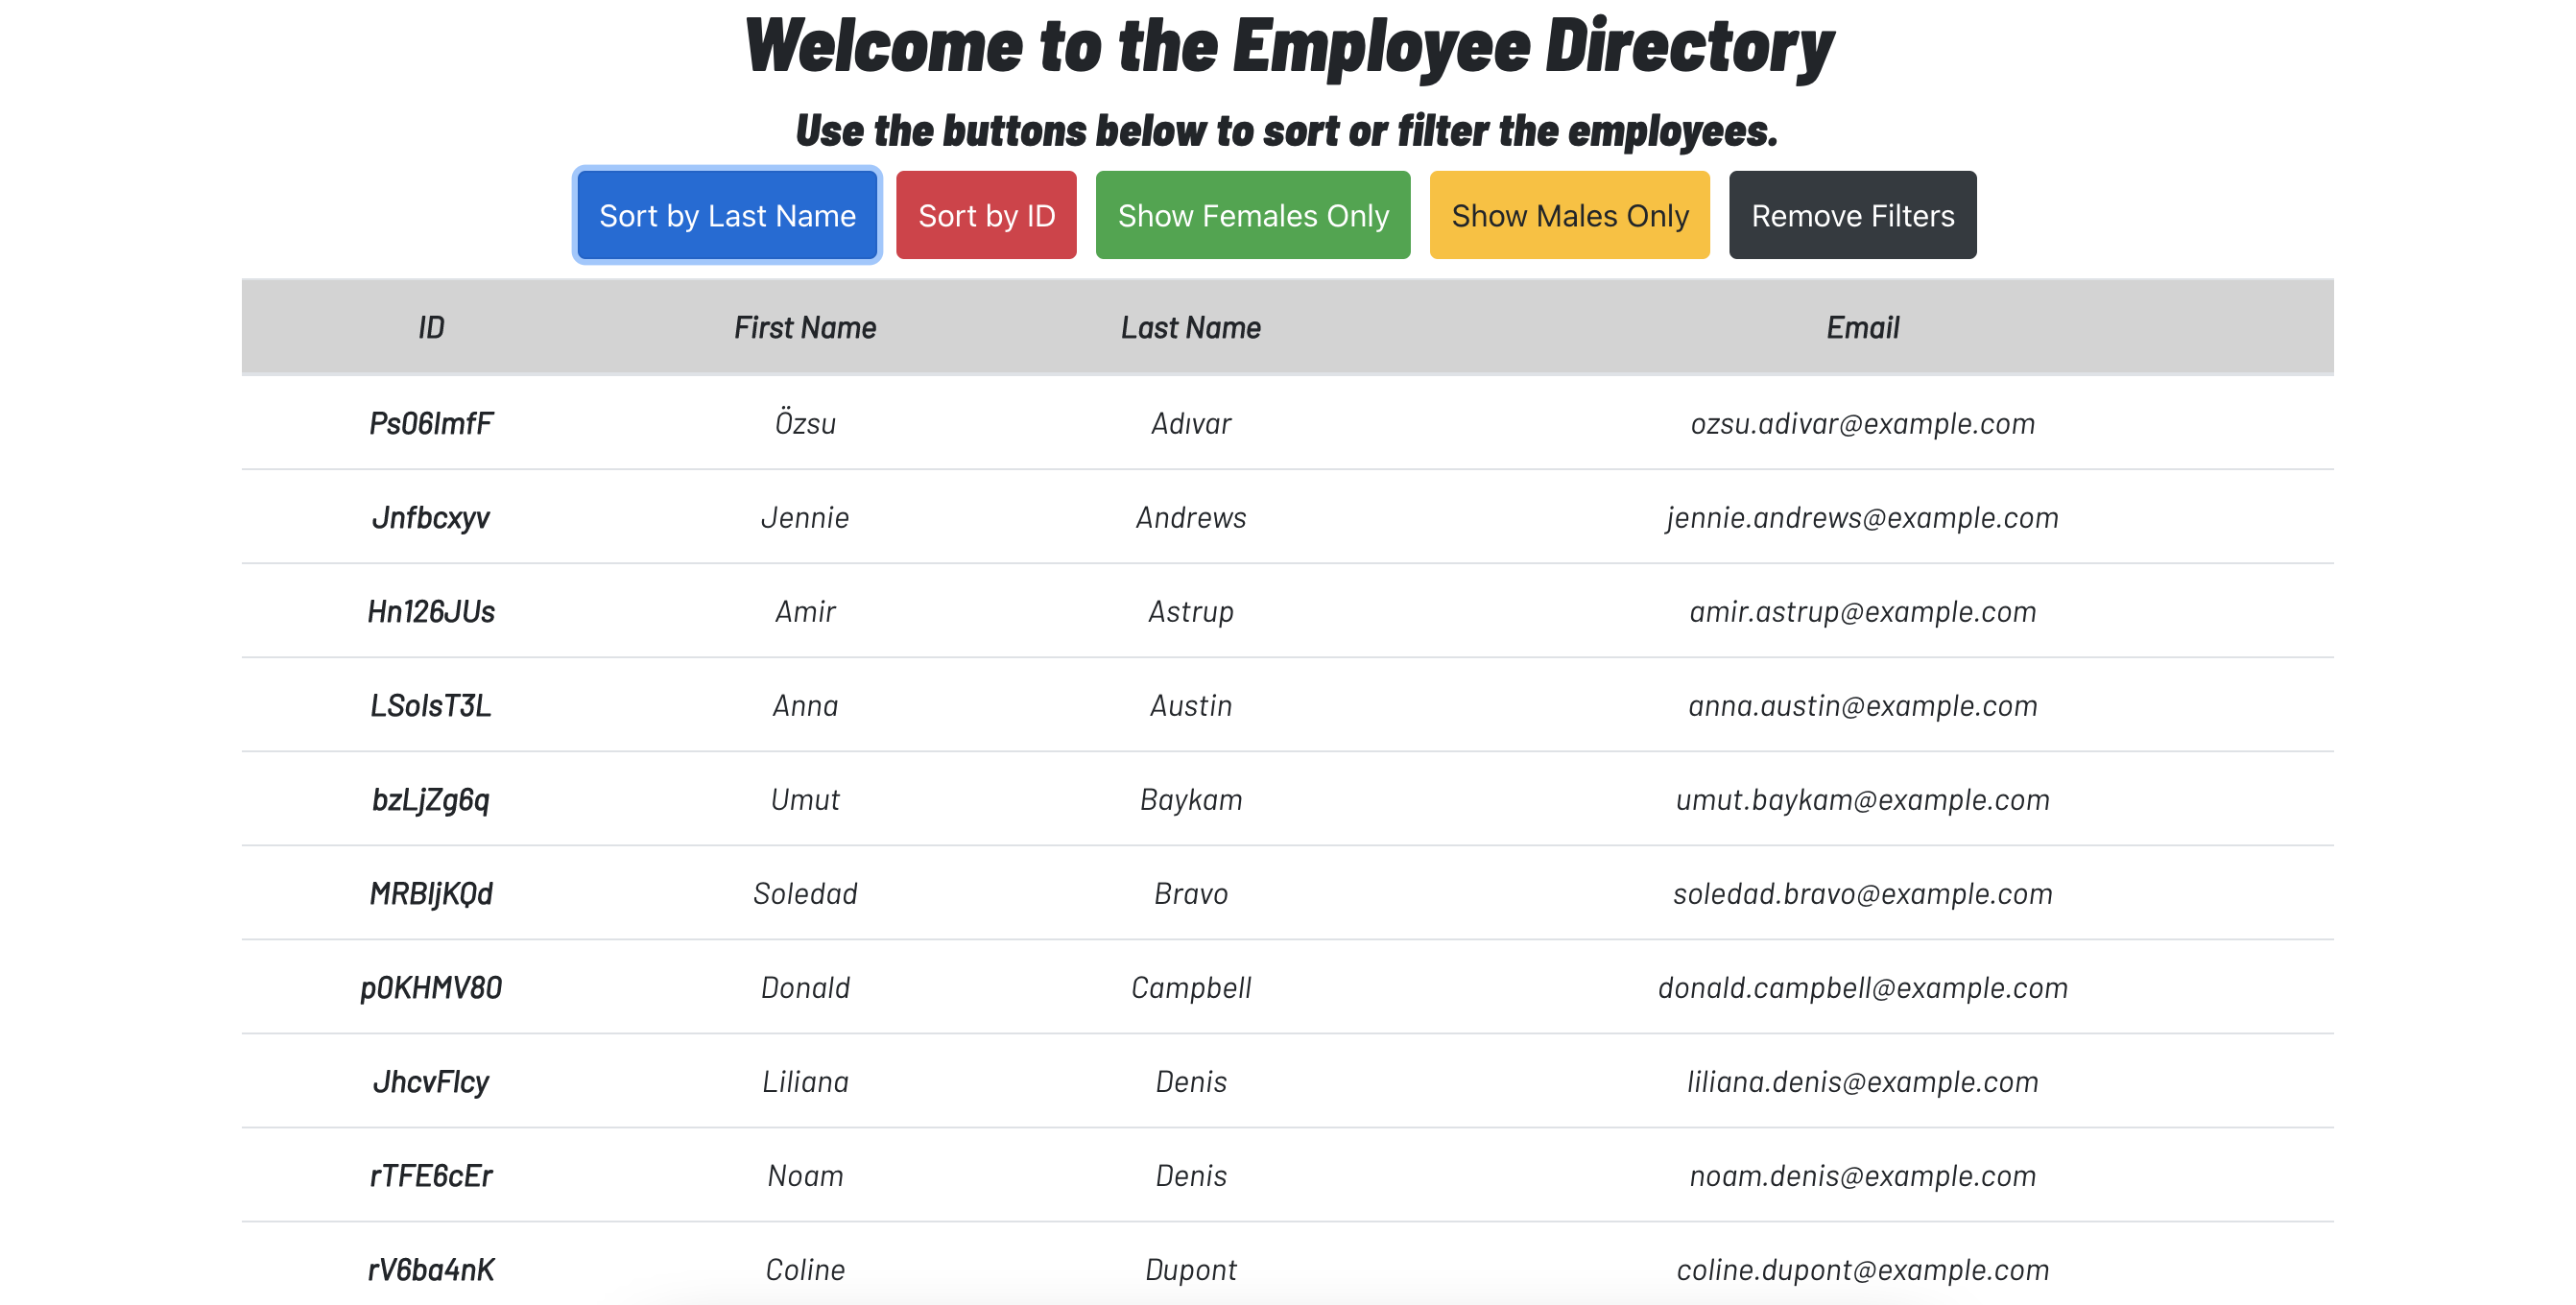 Welcome to the Employee Directory
Use the buttons below to sort or filter the employees.
Sort by Last Name Sort by ID Show Females Only Show Males Only Remove Filters
ID First Name Last Name Email
Ps06ImfF Özsu Adıvar ozsu.adivar@example.com
Jnfbcxyv Jennie Andrews jennie.andrews@example.com
Hn126JUs Amir Astrup amir.astrup@example.com
LSolsT3L Anna Austin anna.austin@example.com
bzLjZg6q Umut Baykam umut.baykam@example.com
MRBljKQd Soledad Bravo soledad.bravo@example.com
p0KHMV80 Donald Campbell donald.campbell@example.com
JhcvFlcy Liliana Denis liliana.denis@example.com
rTFE6cEr Noam Denis noam.denis@example.com
rV6ba4nK Coline Dupont coline.dupont@example.com